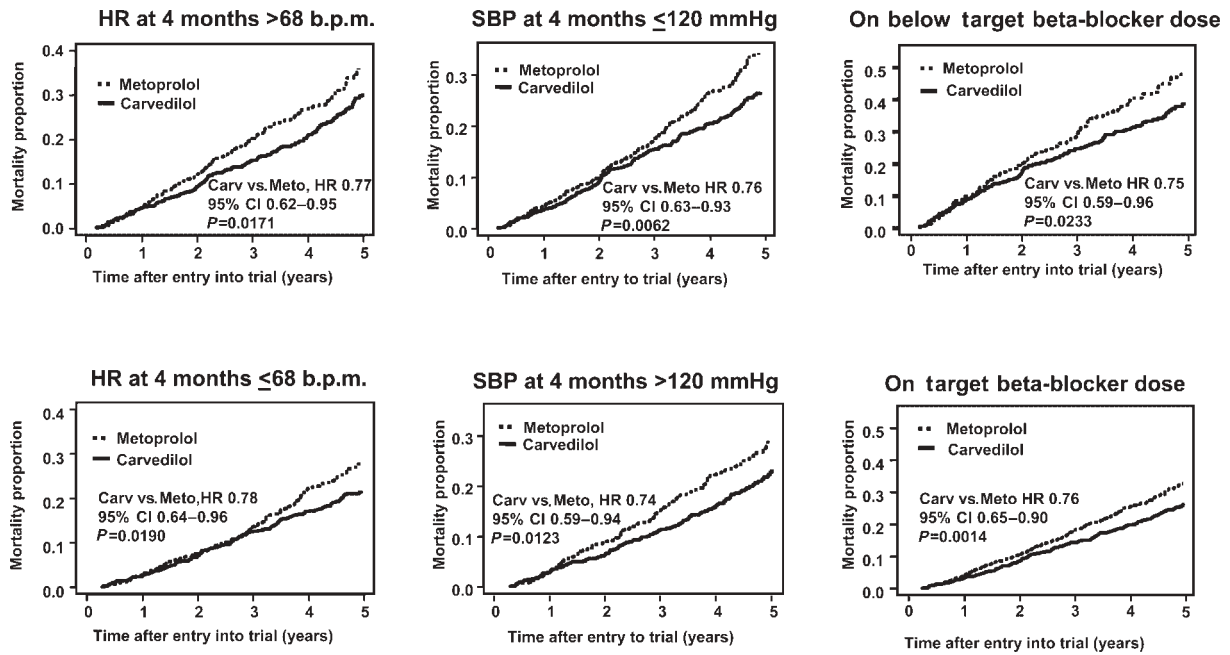 HR at 4 months >68 b.p.m.
Mortality proportion
0.4
0.3
0.2
0.1
0.0
Metoprolol
Carvedilol
Carv vs.Meto, HR 0.77
95% CI 0.62–0.95
P=0.0171
0 1 2 3 4 5
Time after entry into trial (years)
SBP at 4 months ≤120 mmHg
Mortality proportion
0.3
0.2
0.1
0.0
Metoprolol
Carvedilol
Carv vs.Meto HR 0.76
95% CI 0.63–0.93
P=0.0062
0 1 2 3 4 5
Time after entry to trial (years)
On below target beta-blocker dose
Mortality proportion
0.5
0.4
0.3
0.2
0.1
0.0
Metoprolol
Carvedilol
Carv vs.Meto HR 0.75
95% CI 0.59–0.96
P=0.0233
0 1 2 3 4 5
Time after entry into trial (years)
HR at 4 months ≤68 b.p.m.
Mortality proportion
0.4
0.3
0.2
0.1
0.0
Metoprolol
Carvedilol
Carv vs.Meto,HR 0.78
95% CI 0.64–0.96
P=0.0190
0 1 2 3 4 5
Time after entry into trial (years)
SBP at 4 months >120 mmHg
Mortality proportion
0.3
0.2
0.1
0.0
Metoprolol
Carvedilol
Carv vs.Meto, HR 0.74
95% CI 0.59–0.94
P=0.0123
0 1 2 3 4 5
Time after entry to trial (years)
On target beta-blocker dose
Mortality proportion
0.5
0.4
0.3
0.2
0.1
0.0
Metoprolol
Carvedilol
Carv vs.Meto HR 0.76
95% CI 0.65–0.90
P=0.0014
0 1 2 3 4 5
Time after entry into trial (years)